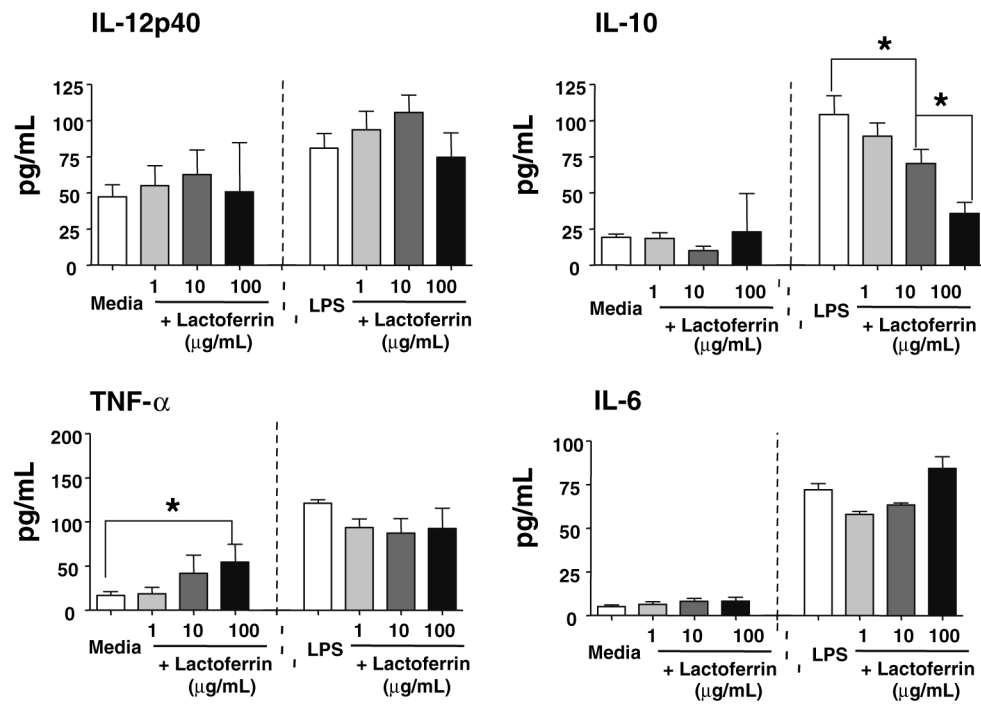 IL-12p40
pg/mL
125
100
75
50
25
0
*
Media
1 10 100
+ Lactoferrin
(μg/mL)
LPS
1 10 100
+ Lactoferrin
(μg/mL)
IL-10
pg/mL
125
100
75
50
25
0
*
*
Media
1 10 100
+ Lactoferrin
(μg/mL)
LPS
1 10 100
+ Lactoferrin
(μg/mL)
TNF-α
pg/mL
200
150
100
50
0
*
Media
1 10 100
+ Lactoferrin
(μg/mL)
LPS
1 10 100
+ Lactoferrin
(μg/mL)
IL-6
pg/mL
100
75
50
25
0
Media
1 10 100
+ Lactoferrin
(μg/mL)
LPS
1 10 100
+ Lactoferrin
(μg/mL)